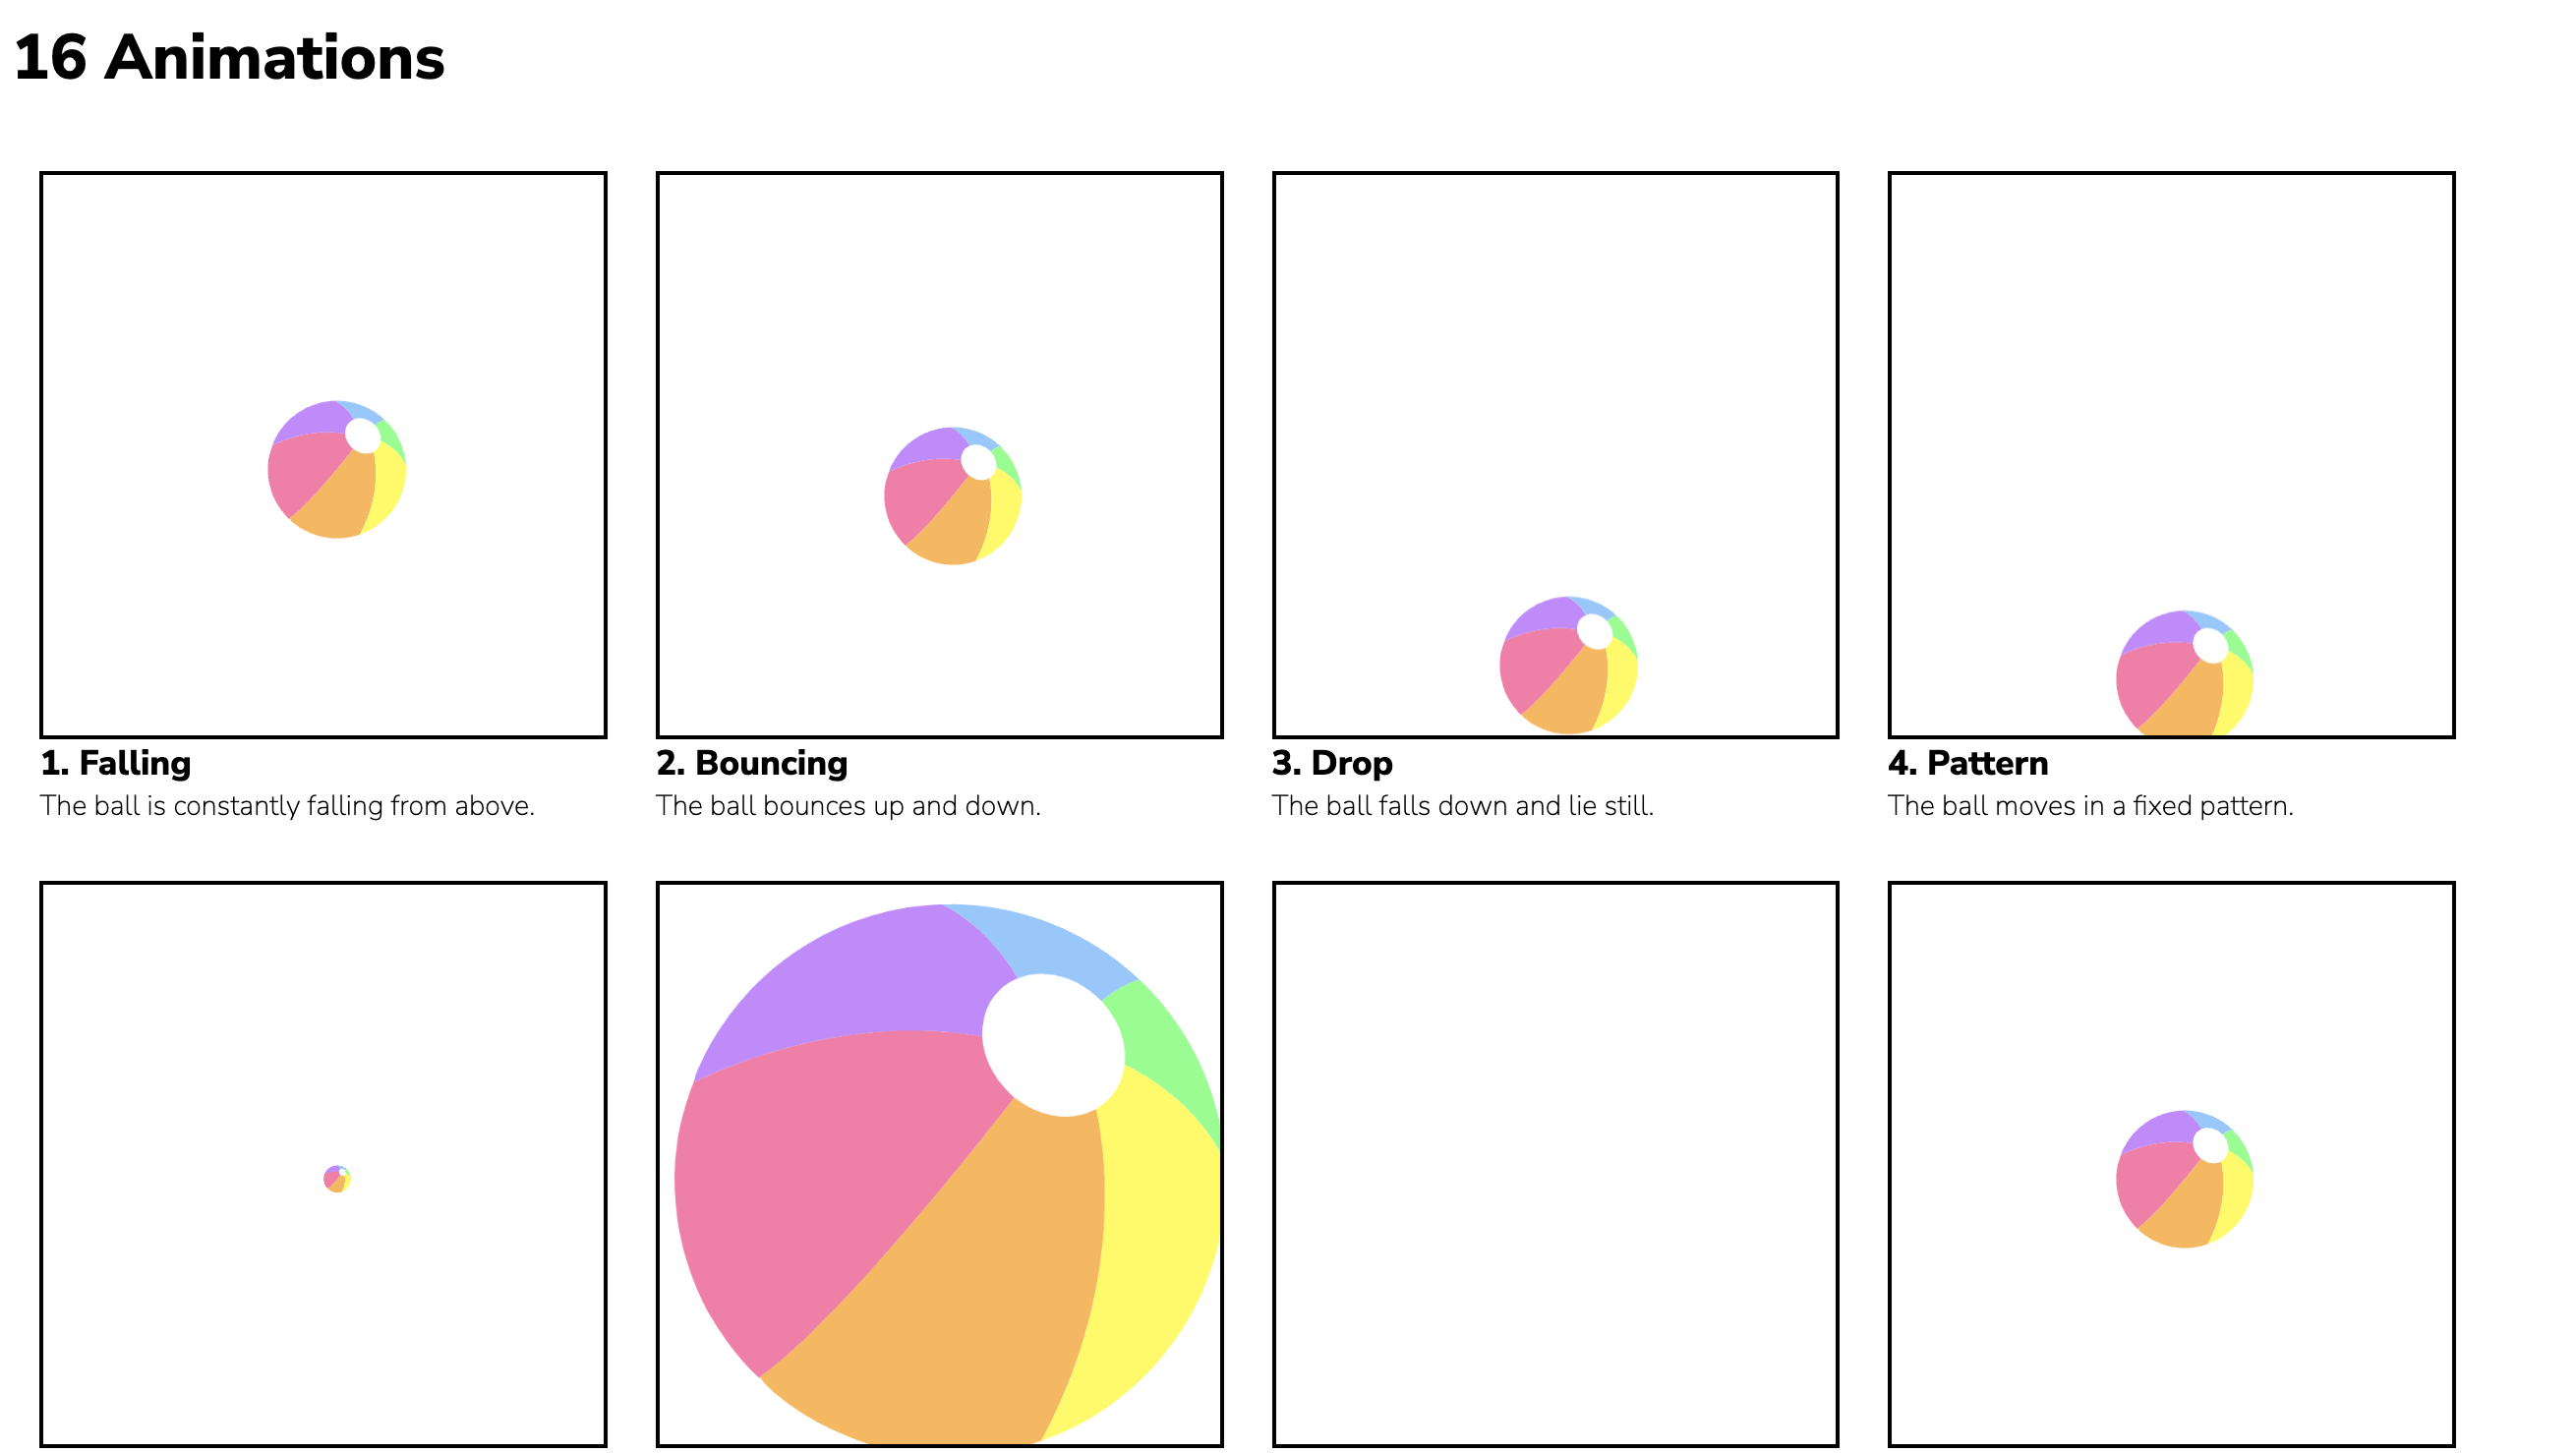 16 Animations
1. Falling
The ball is constantly falling from above.
2. Bouncing
The ball bounces up and down.
3. Drop
The ball falls down and lie still.
4. Pattern
The ball moves in a fixed pattern.